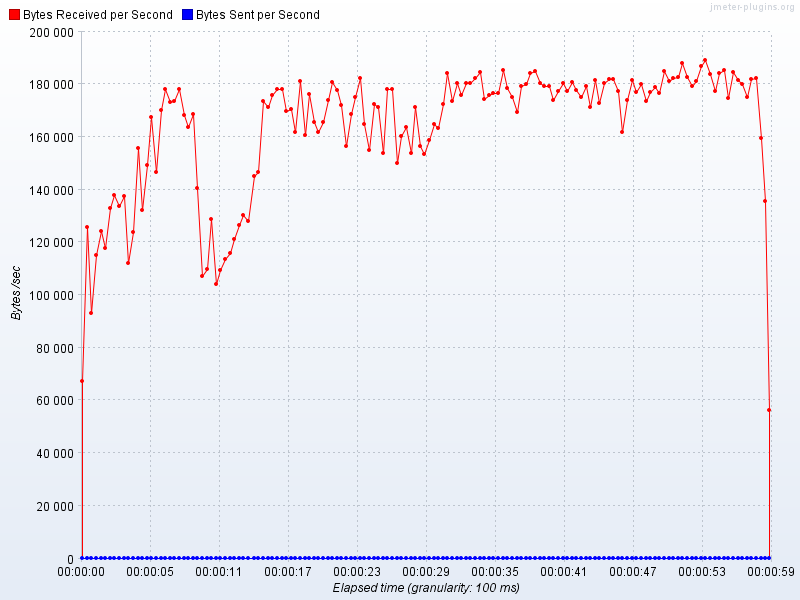 jmeter-plugins.org
Bytes Received per Second Bytes Sent per Second
200 000
180 000
160 000
140 000
120 000
100 000
80 000
60 000
40 000
20 000
0
Bytes /sec
00:00:00 00:00:05 00:00:11 00:00:17 00:00:23 00:00:29 00:00:35 00:00:41 00:00:47 00:00:53 00:00:59
Elapsed time (granularity: 100 ms)